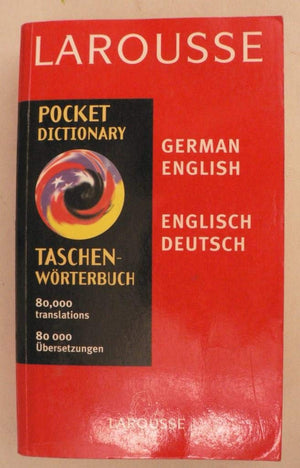 LAROUSSE
POCKET
DICTIONARY
GERMAN
ENGLISH
ENGLISCH
DEUTSCH
TASCHEN-
WÖRTERBUCH
80,000
translations
80 000
Übersetzungen
LAROUSSE